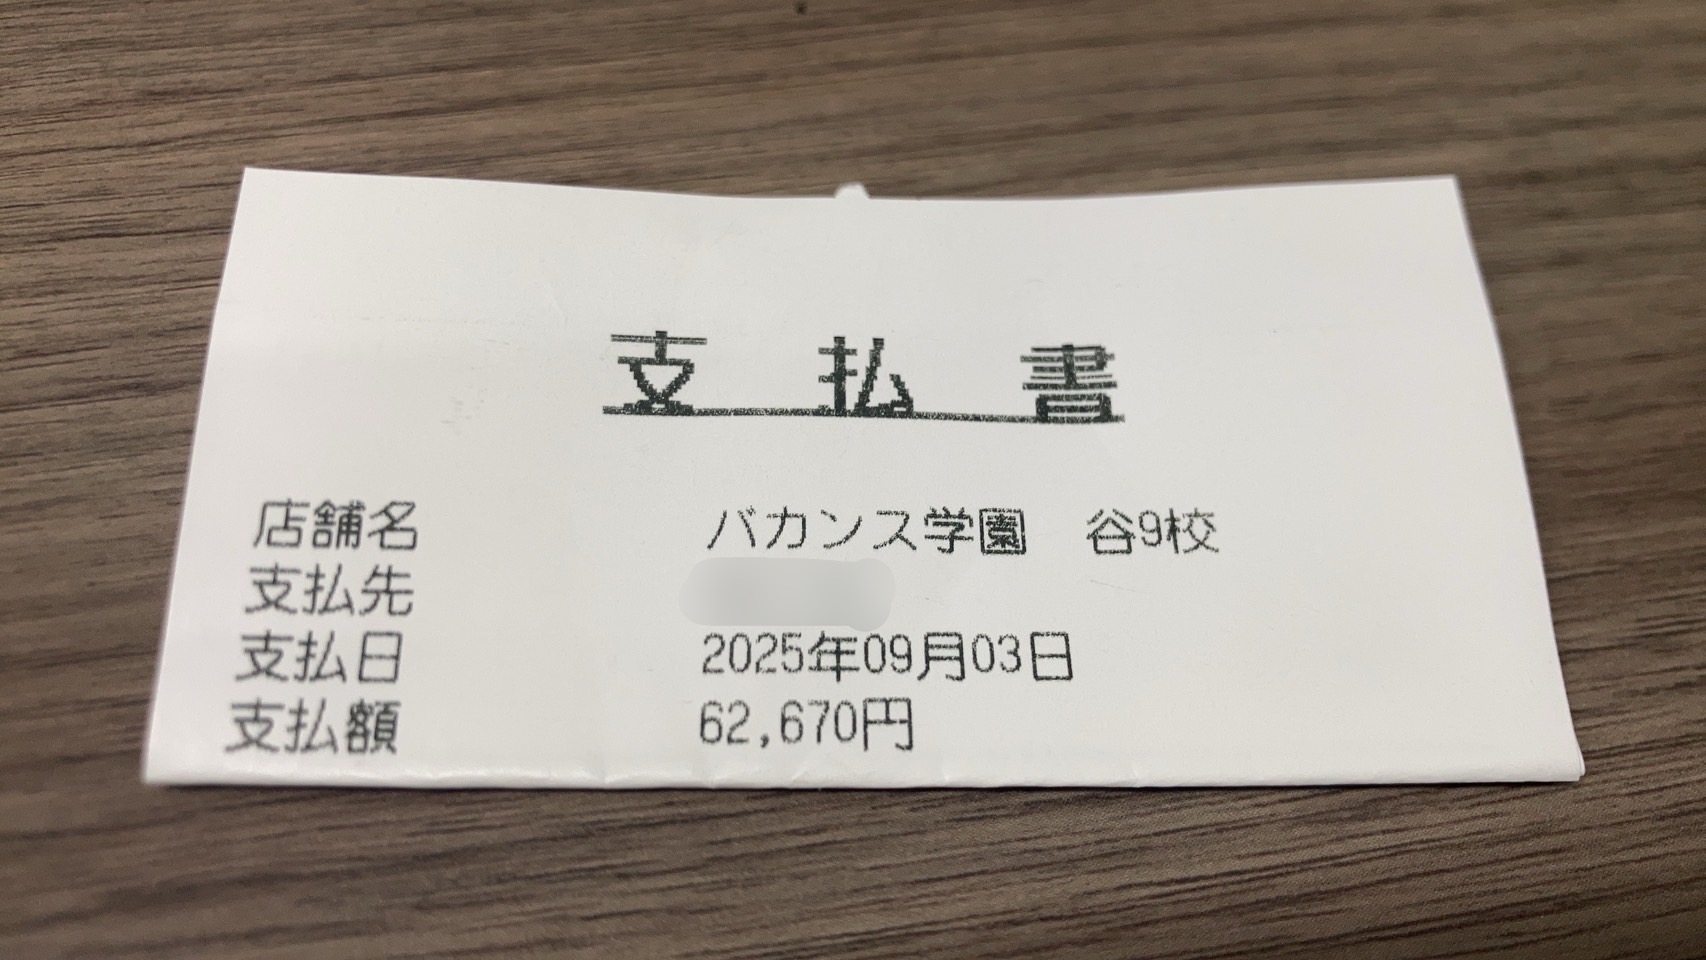 支 払 書
店舗名 バカンス学園 谷9校
支払先
支払日 2025年09月03日
支払額 62,670円